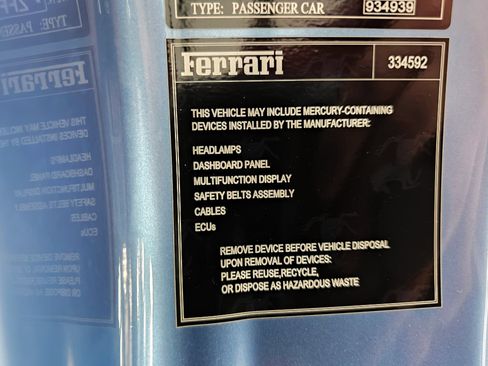 TYPE: PASSENGER CAR 934939
Ferrari 334592
THIS VEHICLE MAY INCLUDE MERCURY-CONTAINING
DEVICES INSTALLED BY THE MANUFACTURER:
HEADLAMPS
DASHBOARD PANEL
MULTIFUNCTION DISPLAY
SAFETY BELTS ASSEMBLY
CABLES
ECUs
REMOVE DEVICE BEFORE VEHICLE DISPOSAL
UPON REMOVAL OF DEVICES:
PLEASE REUSE,RECYCLE,
OR DISPOSE AS HAZARDOUS WASTE